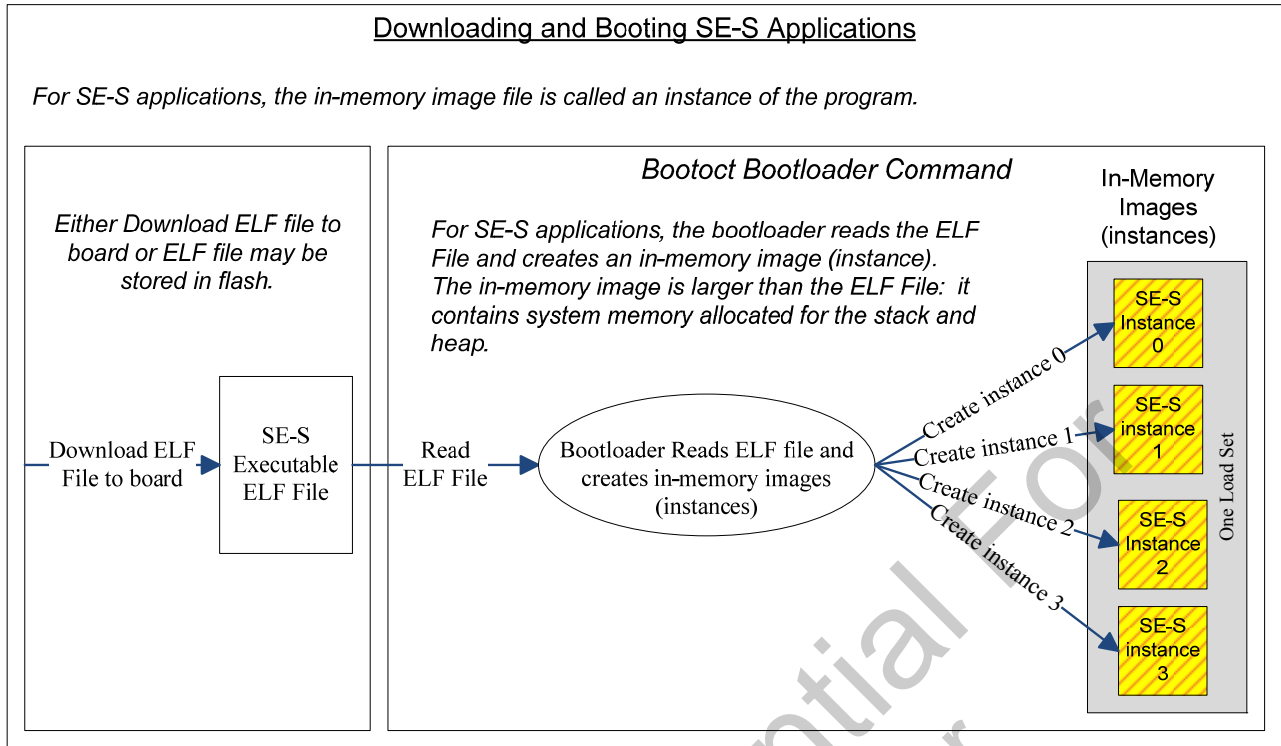 Downloading and Booting SE-S Applications
For SE-S applications, the in-memory image file is called an instance of the program.
Either Download ELF file to
board or ELF file may be
stored in flash.
Download ELF
File to board
SE-S
Executable
ELF File
Bootoct Bootloader Command
For SE-S applications, the bootloader reads the ELF
File and creates an in-memory image (instance).
The in-memory image is larger than the ELF File:  it
contains system memory allocated for the stack and
heap.
Read
ELF File
Bootloader Reads ELF file and
creates in-memory images
(instances)
Create instance 0
Create instance 1
Create instance 2
Create instance 3
In-Memory
Images
(instances)
SE-S
Instance
0
SE-S
instance
1
SE-S
Instance
2
SE-S
instance
3
One Load Set
ntial For